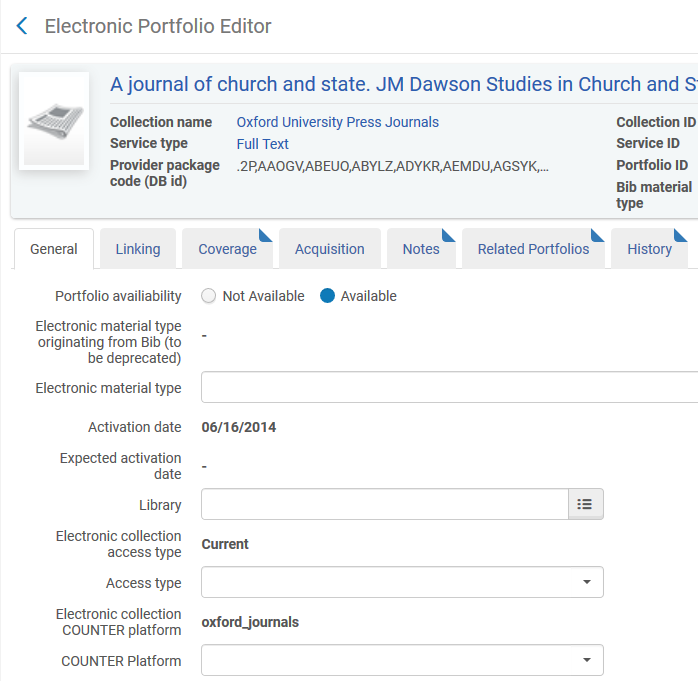 Electronic Portfolio Editor
A journal of church and state. JM Dawson Studies in Church and S
Collection name Oxford University Press Journals Collection ID
Service type Full Text Service ID
Provider package .2P,AAOGV,ABEUO,ABYLZ,ADYKR,AEMDU,AGSYK,... Portfolio ID
code (DB id) Bib material
type
General Linking Coverage Acquisition Notes Related Portfolios History
Portfolio availiability Not Available Available
Electronic material type
originating from Bib (to -
be deprecated)
Electronic material type
Activation date 06/16/2014
Expected activation
date -
Library
Electronic collection
access type Current
Access type
Electronic collection
COUNTER platform oxford_journals
COUNTER Platform